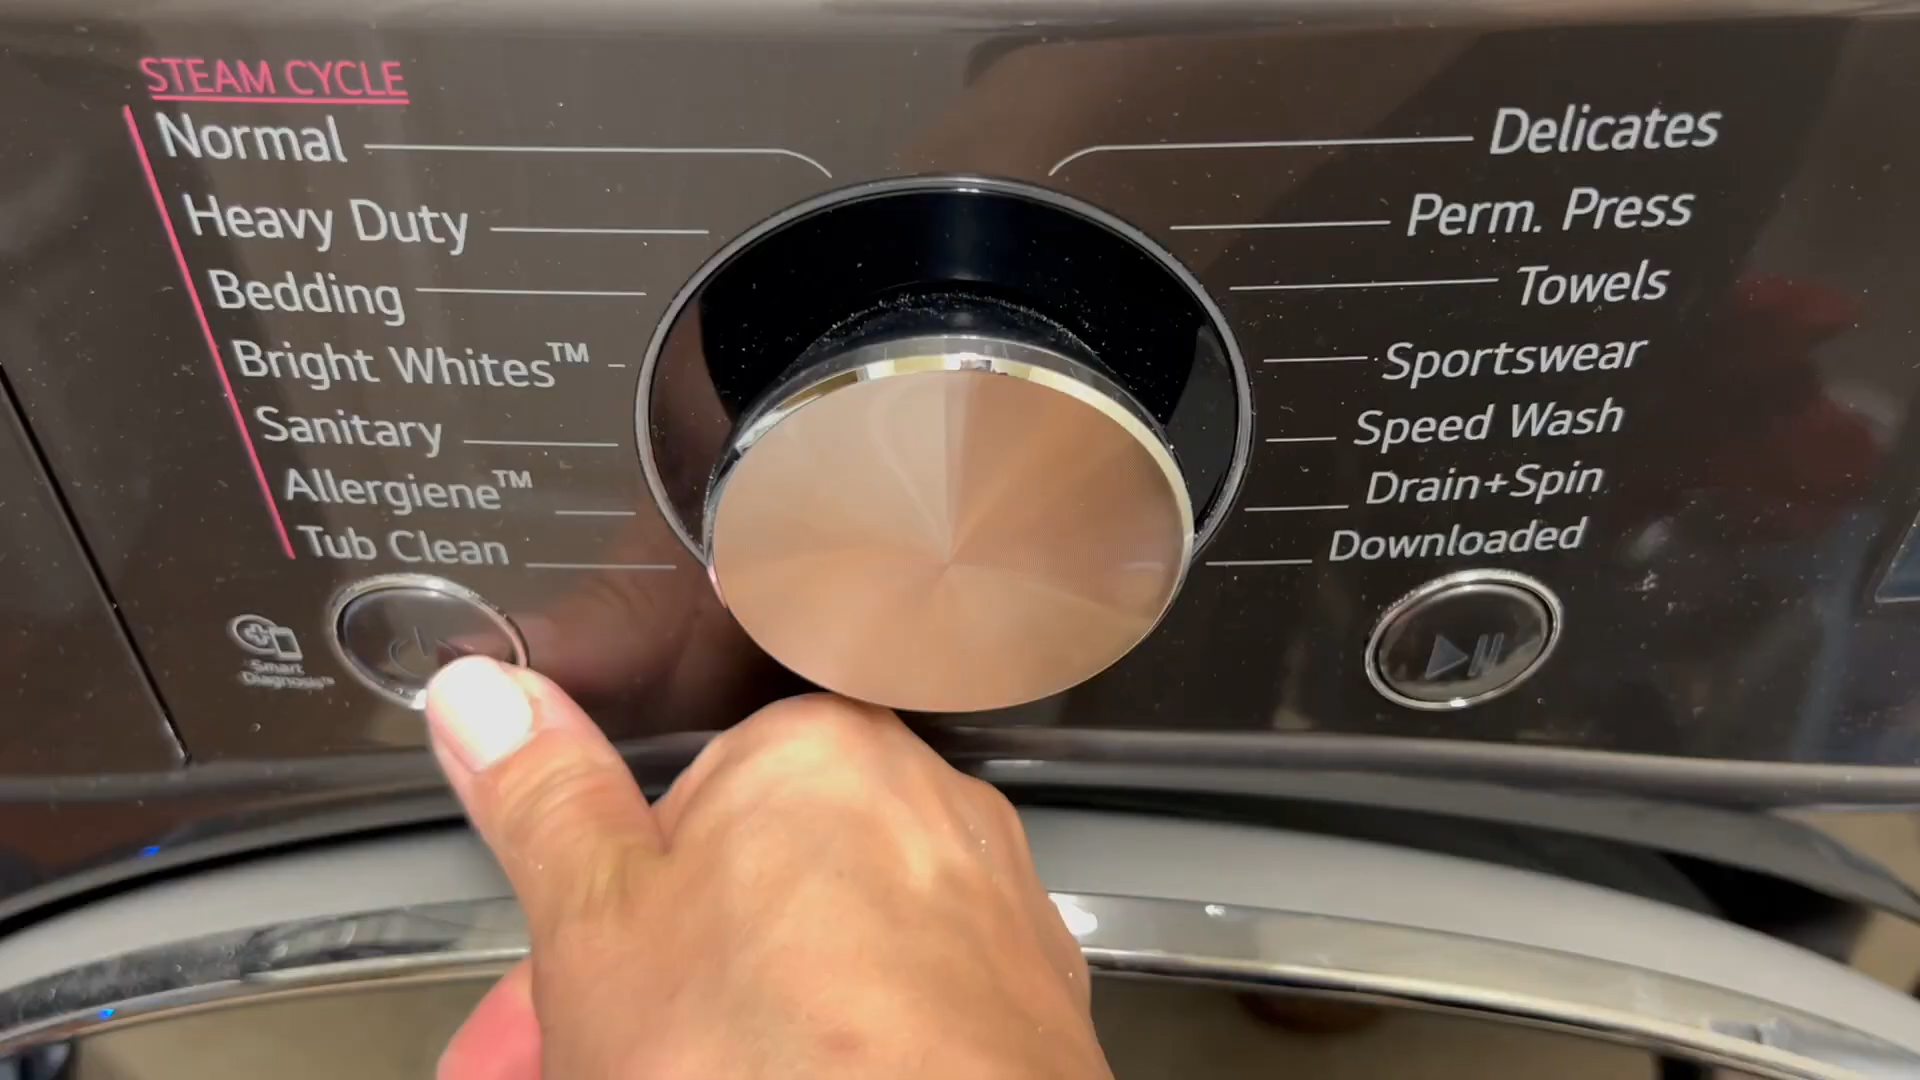 STEAM CYCLE
Normal
Heavy Duty
Bedding
Bright Whites™
Sanitary
Allergiene™
Tub Clean
Smart
Diagnosis™
Delicates
Perm. Press
Towels
Sportswear
Speed Wash
Drain+Spin
Downloaded